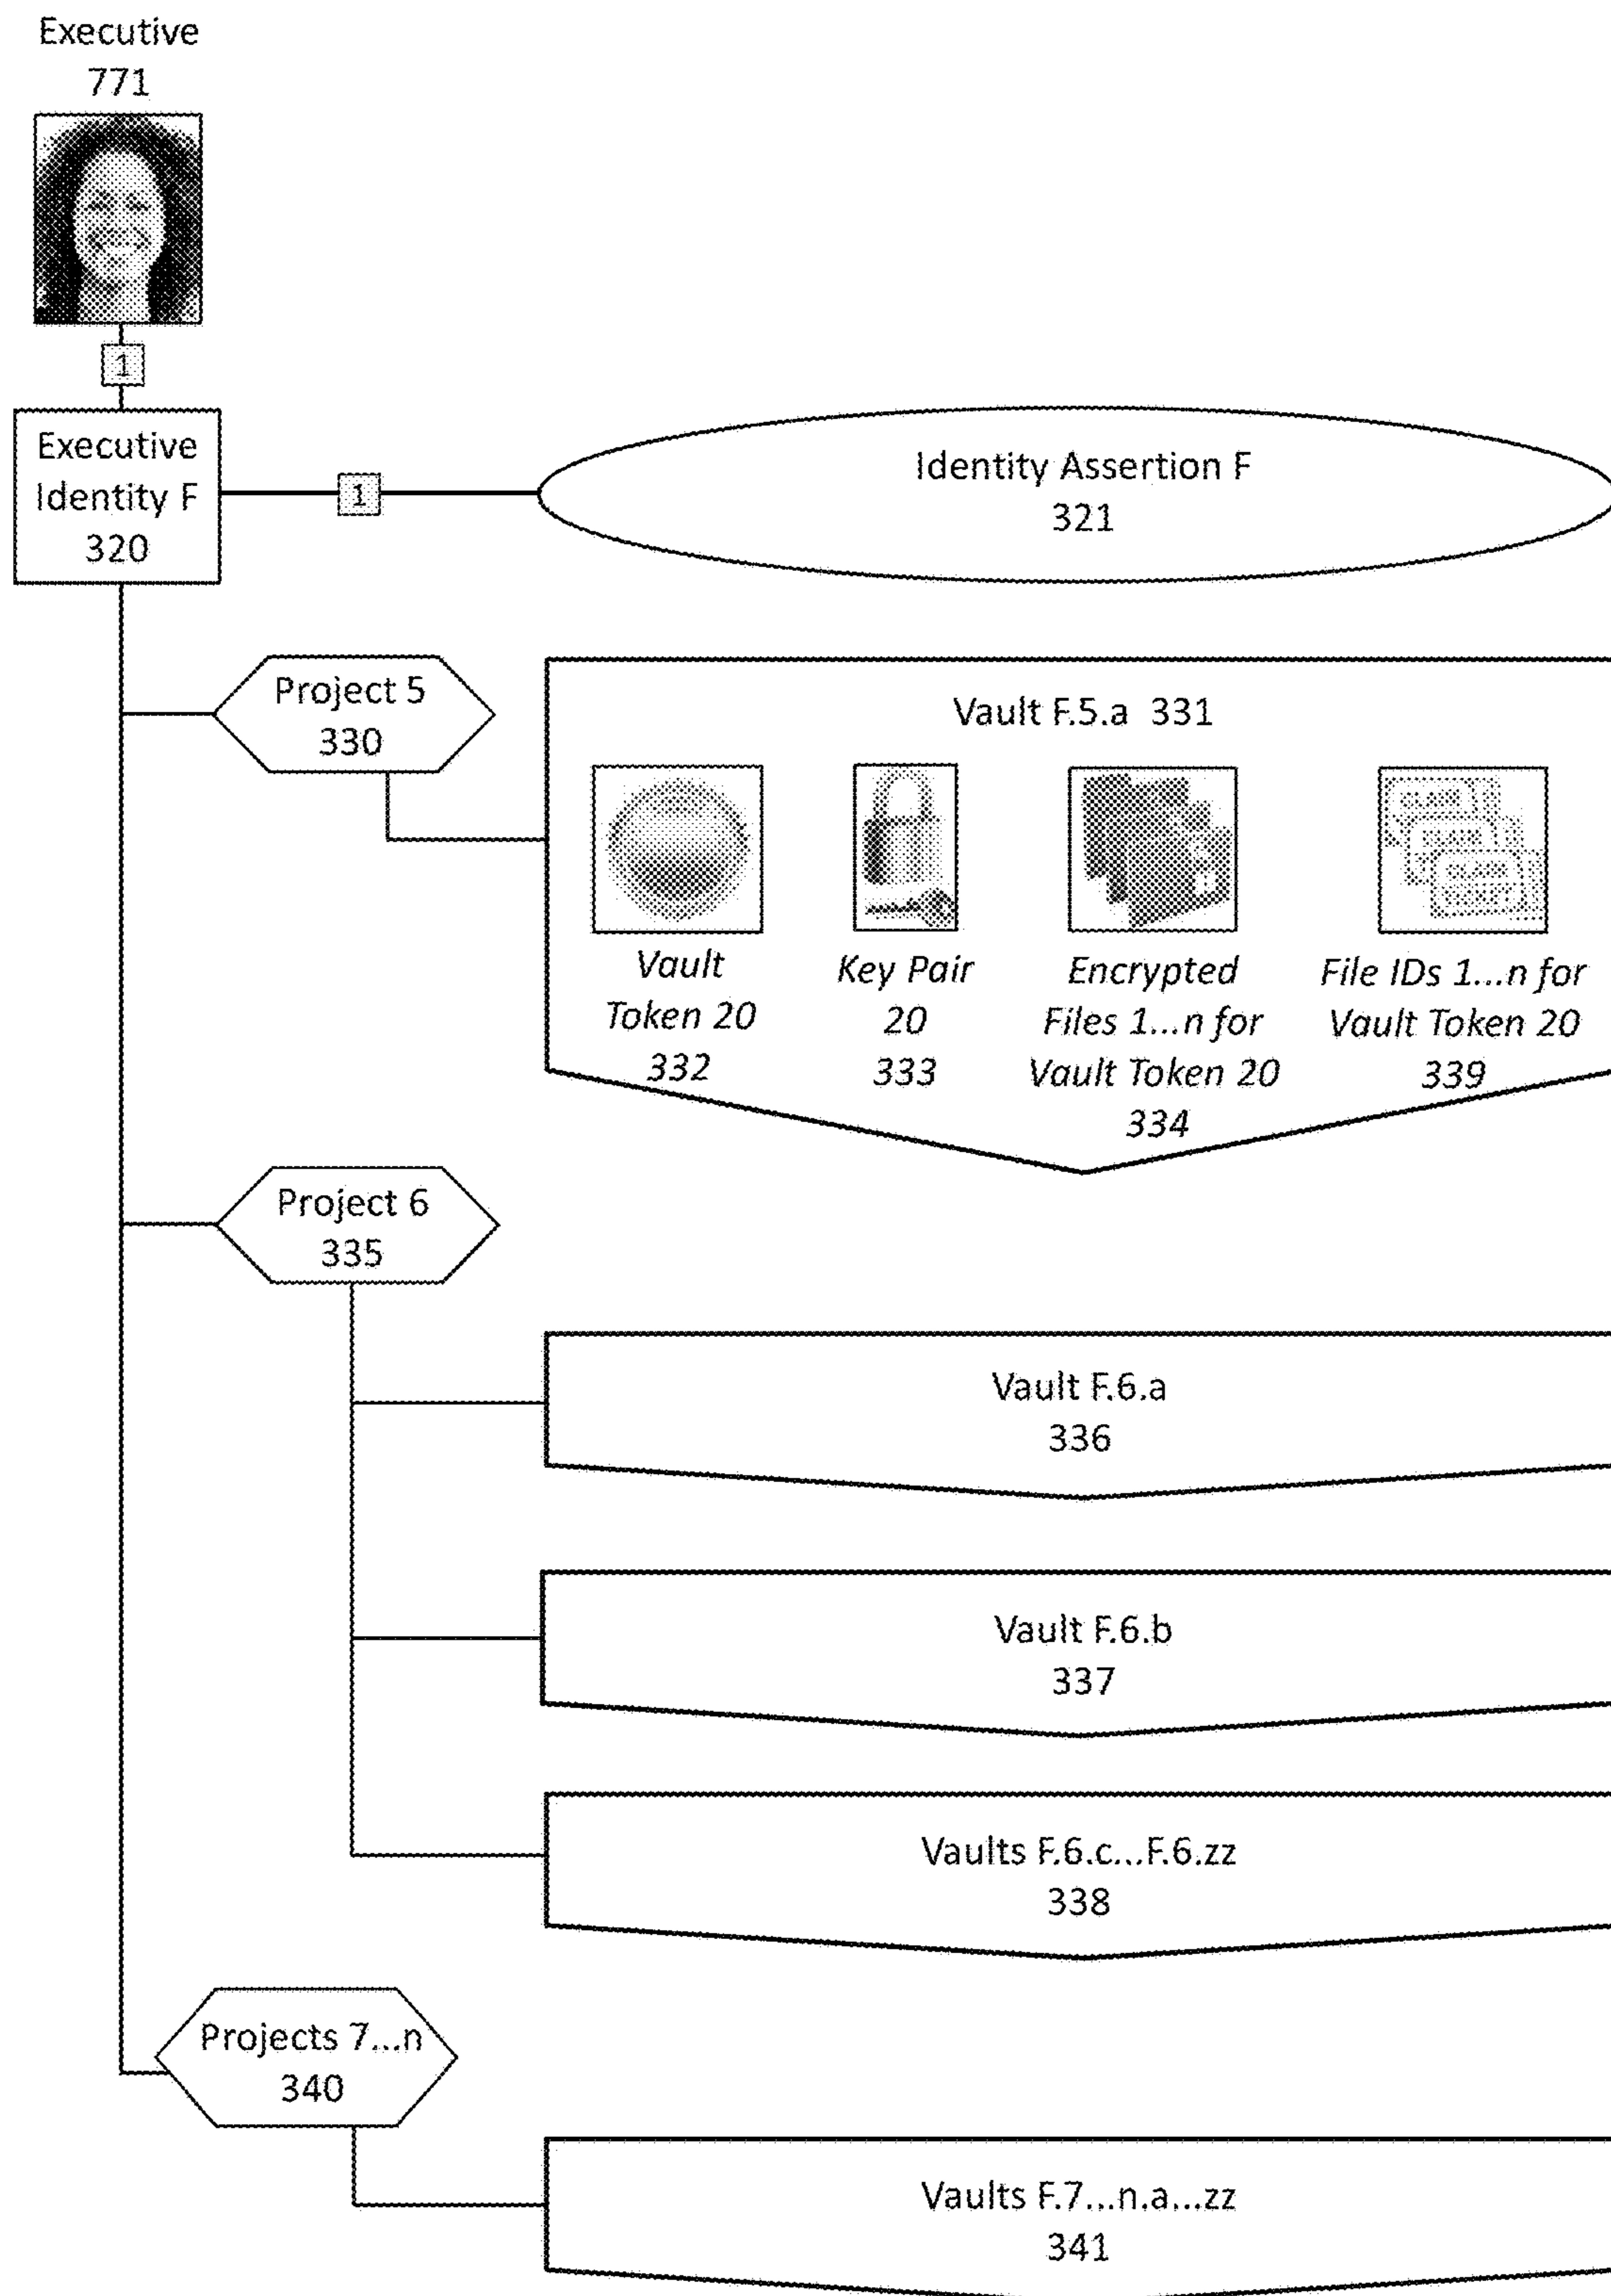 Executive
771
1
Executive
Identity F
320
1
Identity Assertion F
321
Project 5
330
Vault F.5.a 331
CLAIM
CLAIM
CLAIM
Vault
Token 20
332
Key Pair
20
333
Encrypted
Files 1...n for
Vault Token 20
334
File IDs 1...n for
Vault Token 20
339
Project 6
335
Vault F.6.a
336
Vault F.6.b
337
Vaults F.6.c...F.6.zz
338
Projects 7...n
340
Vaults F.7...n.a...zz
341